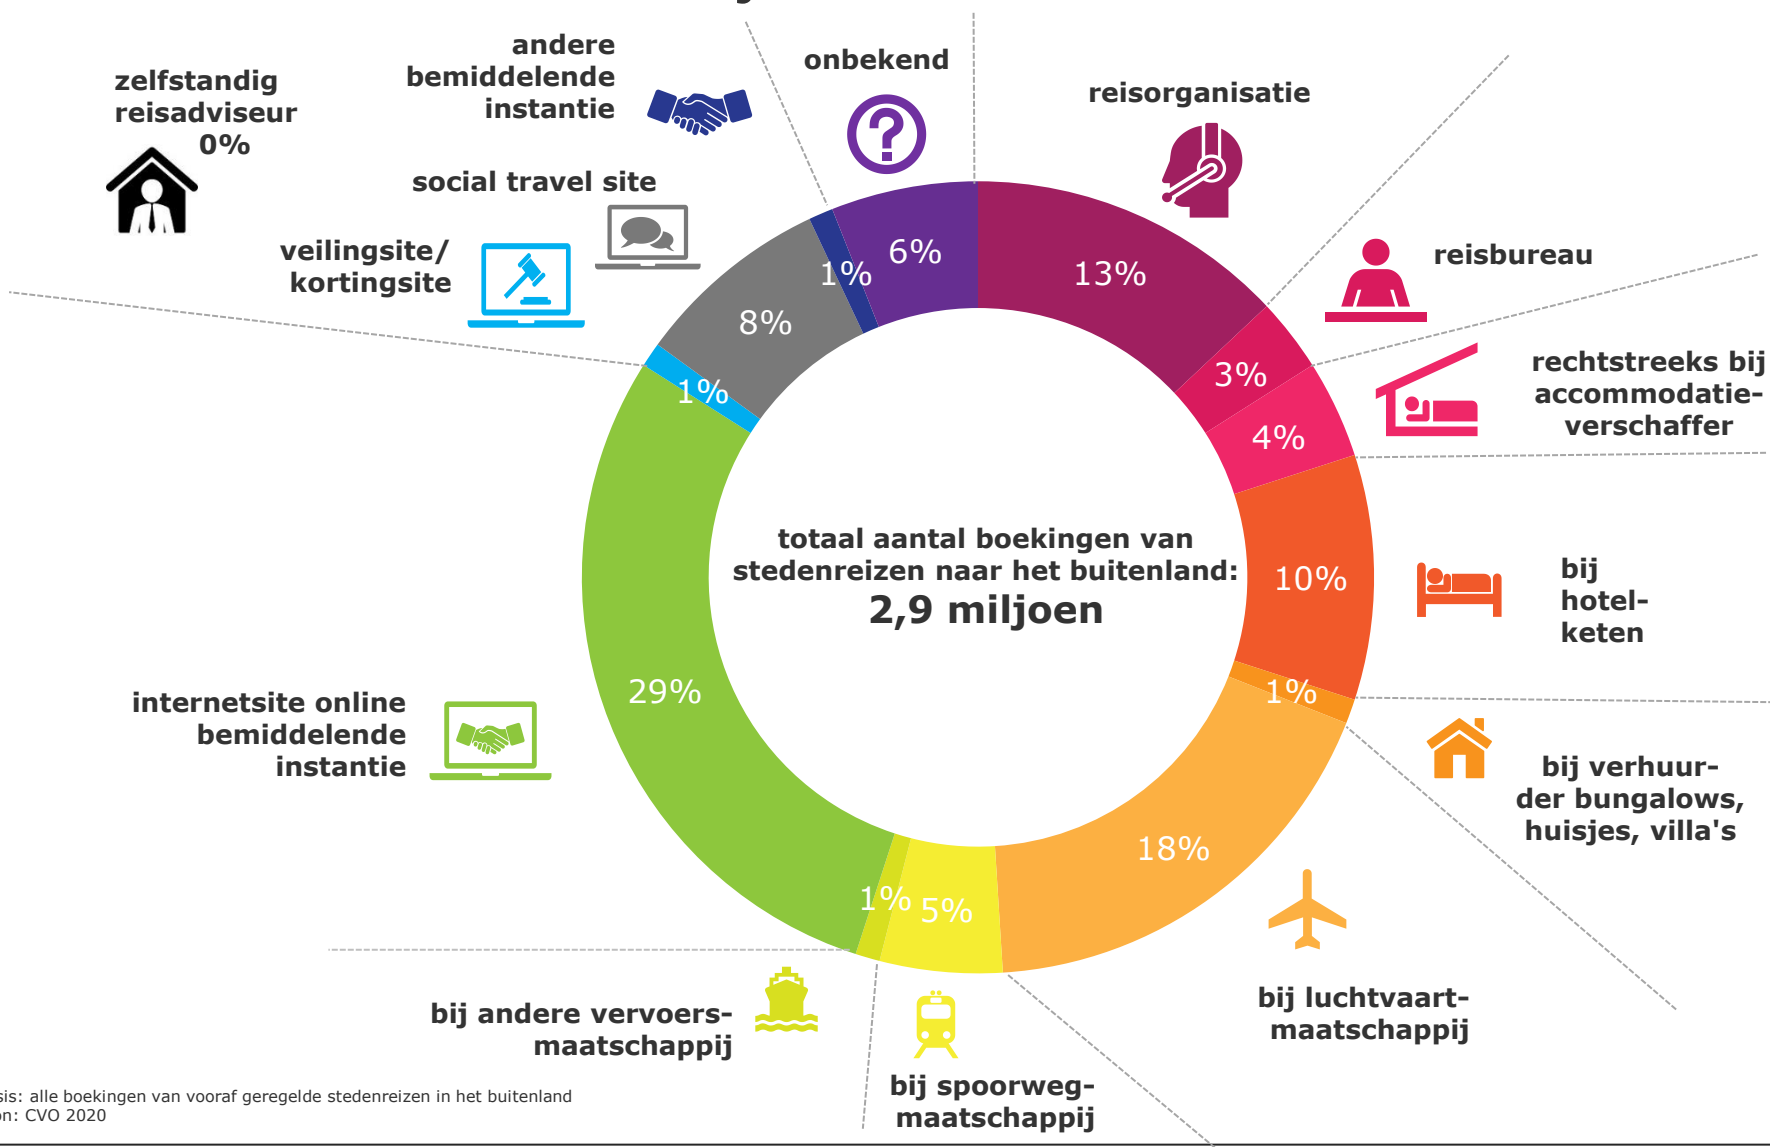 zelfstandig
reisadviseur
0%
andere
bemiddelende
instantie
onbekend
reisorganisatie
social travel site
veilingsite/
kortingsite
reisbureau
rechtstreeks bij
accommodatie-
verschaffer
6%
13%
1%
8%
3%
1%
4%
totaal aantal boekingen van
stedenreizen naar het buitenland:
2,9 miljoen
10%
bij
hotel-
keten
29%
1%
internetsite online
bemiddelende
instantie
bij verhuur-
der bungalows,
huisjes, villa's
18%
1%
5%
bij andere vervoers-
maatschappij
bij luchtvaart-
maatschappij
bij spoorweg-
maatschappij
alle boekingen van vooraf geregelde stedenreizen in het buitenland
CVO 2020